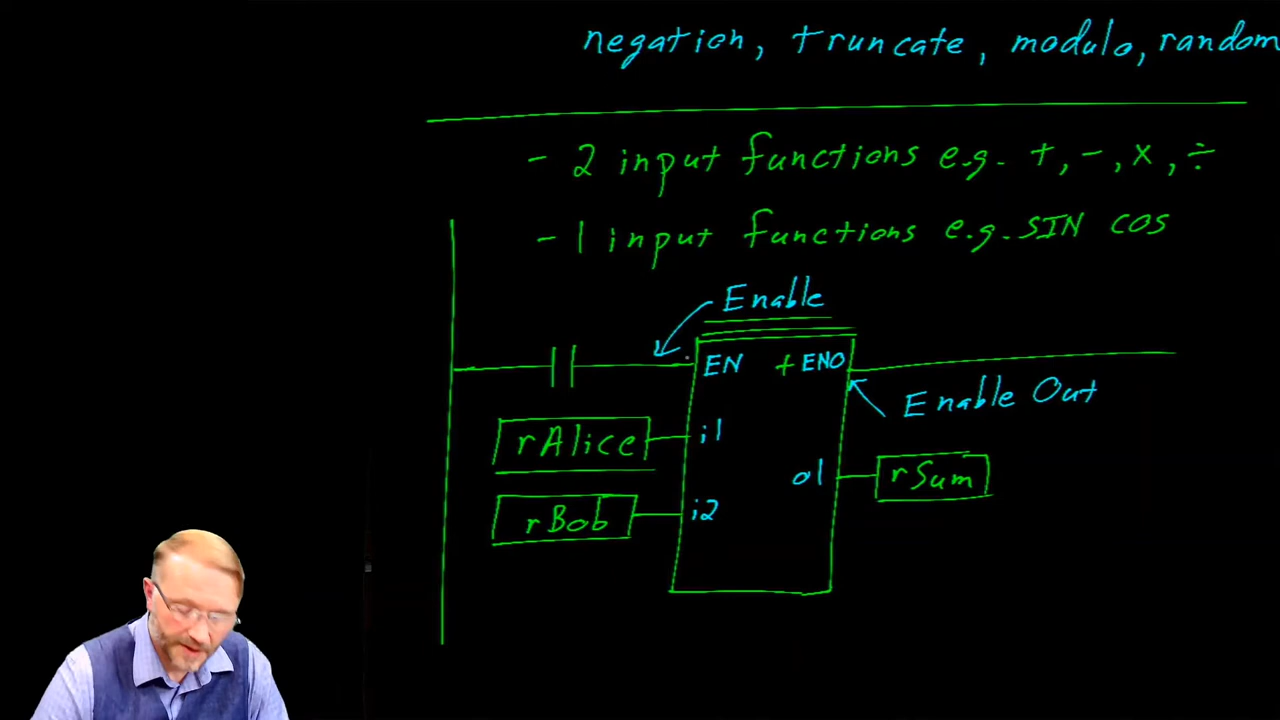 negation, truncate, modulo, random
- 2 input functions e.g. +, -, x, ÷
- 1 input functions e.g. SIN COS
Enable
EN + ENO
Enable Out
rAlice i1
o1 rSum
rBob i2